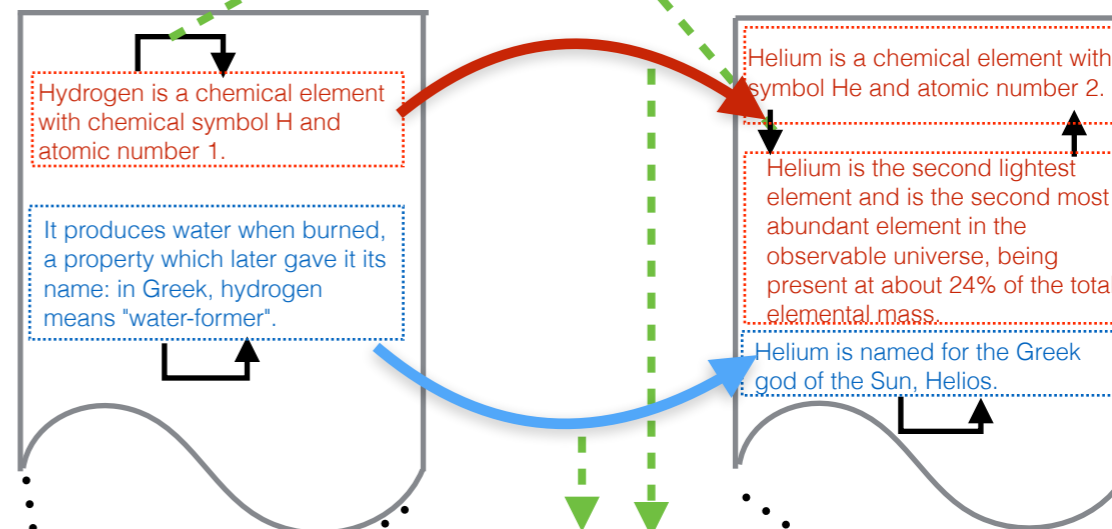 Hydrogen is a chemical element
with chemical symbol H and
atomic number 1.
It produces water when burned,
a property which later gave it its
name: in Greek, hydrogen
means "water-former".
Helium is a chemical element with
symbol He and atomic number 2.
Helium is the second lightest
element and is the second most
abundant element in the
observable universe, being
present at about 24% of the total
elemental mass.
Helium is named for the Greek
god of the Sun, Helios.